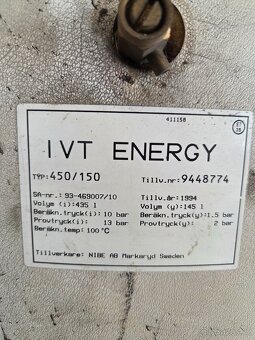 411158
IVT ENERGY
TYP: 450/150 Tillv.nr: 9448774
SA-nr.: 93-469007/10 Tillv.år: 1994
Volym (i): 435 l Volym (y): 145 l
Beräkn.tryck(i): 10 bar Beräkn.tryck(y): 1.5 bar
Provtryck(i): 13 bar Provtryck(y): 2 bar
Beräkn.temp: 100°C
Tillverkare: NIBE AB Markaryd Sweden